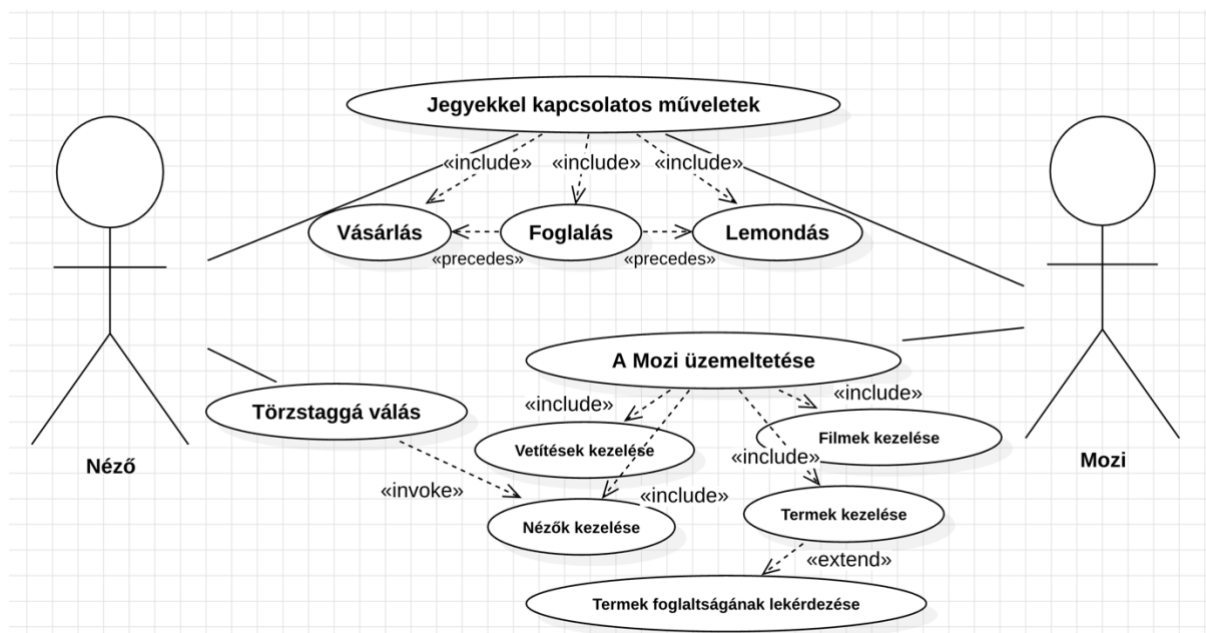 Jegyekkel kapcsolatos műveletek
«include» «include» «include»
Vásárlás
Foglalás
Lemondás
«precedes» «precedes»
A Mozi üzemeltetése
Törzstaggá válás
«include»
«include»
Vetítések kezelése
Filmek kezelése
«include»
Néző
Mozi
«invoke»
«include»
Nézők kezelése
Termek kezelése
«extend»
Termek foglaltságának lekérdezése